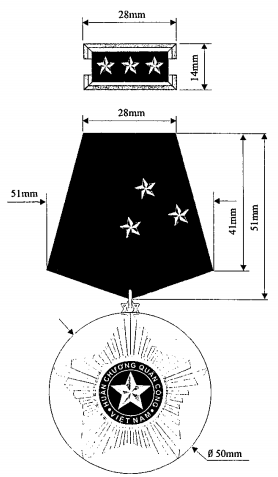 28mm
14mm
28mm
51mm
41mm
51mm
HUÂN CHƯƠNG QUÂN CÔNG
VIỆT NAM
Ø 50mm